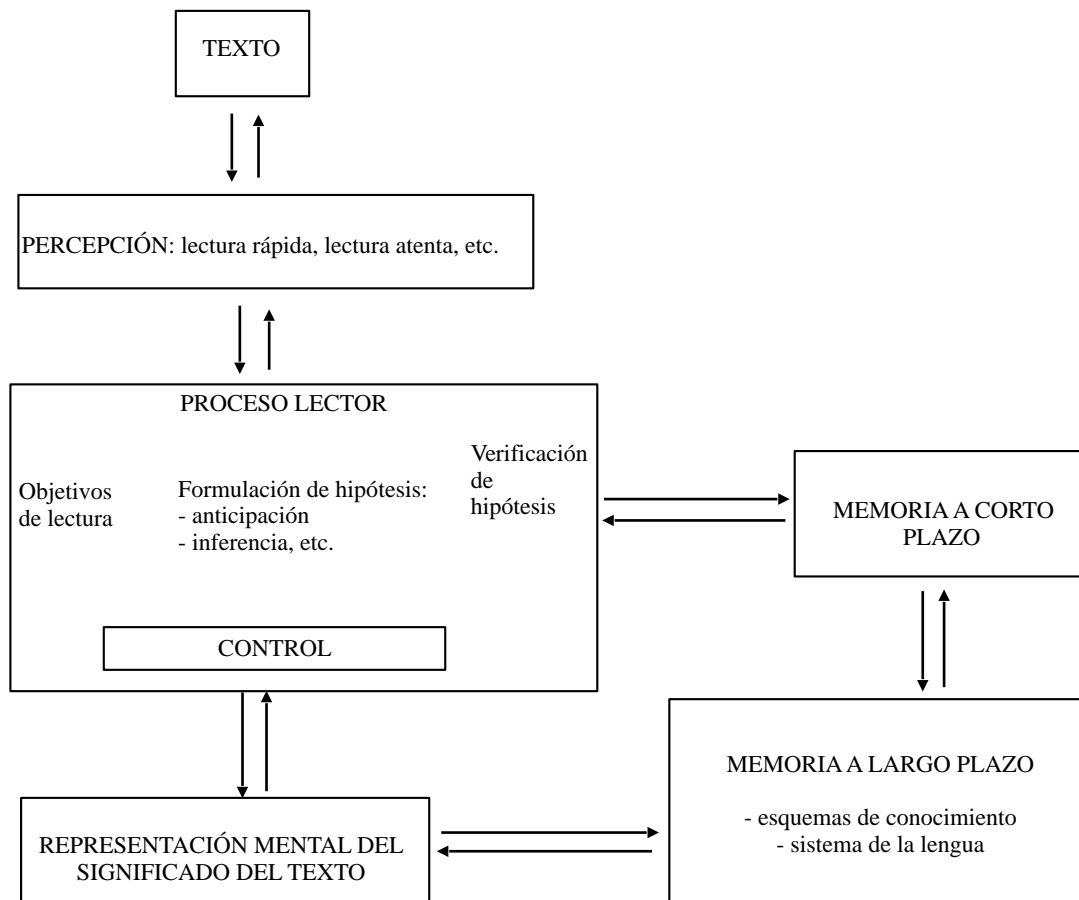 TEXTO
PERCEPCIÓN: lectura rápida, lectura atenta, etc.
PROCESO LECTOR
Objetivos
de lectura
Formulación de hipótesis:
- anticipación
- inferencia, etc.
Verificación
de
hipótesis
CONTROL
MEMORIA A CORTO
PLAZO
MEMORIA A LARGO PLAZO
- esquemas de conocimiento
- sistema de la lengua
REPRESENTACIÓN MENTAL DEL
SIGNIFICADO DEL TEXTO